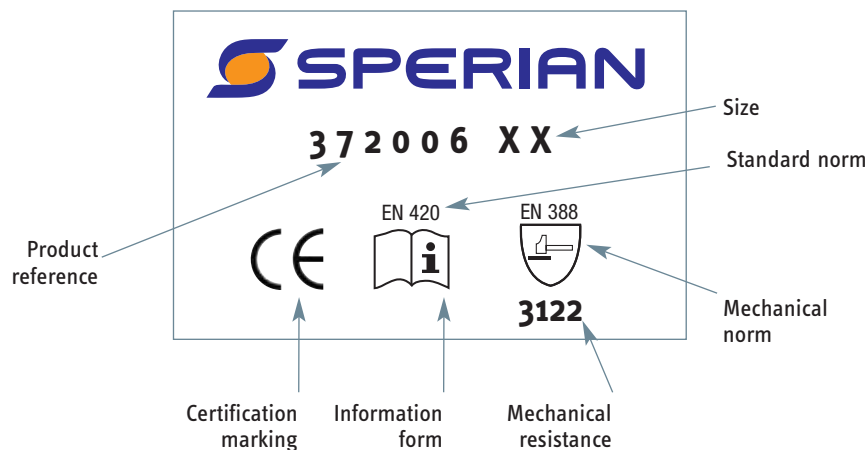 SPERIAN
372006 XX
Size
Standard norm
EN 420
EN 388
Product
reference
CE
i
3122
Mechanical
norm
Certification
marking
Information
form
Mechanical
resistance